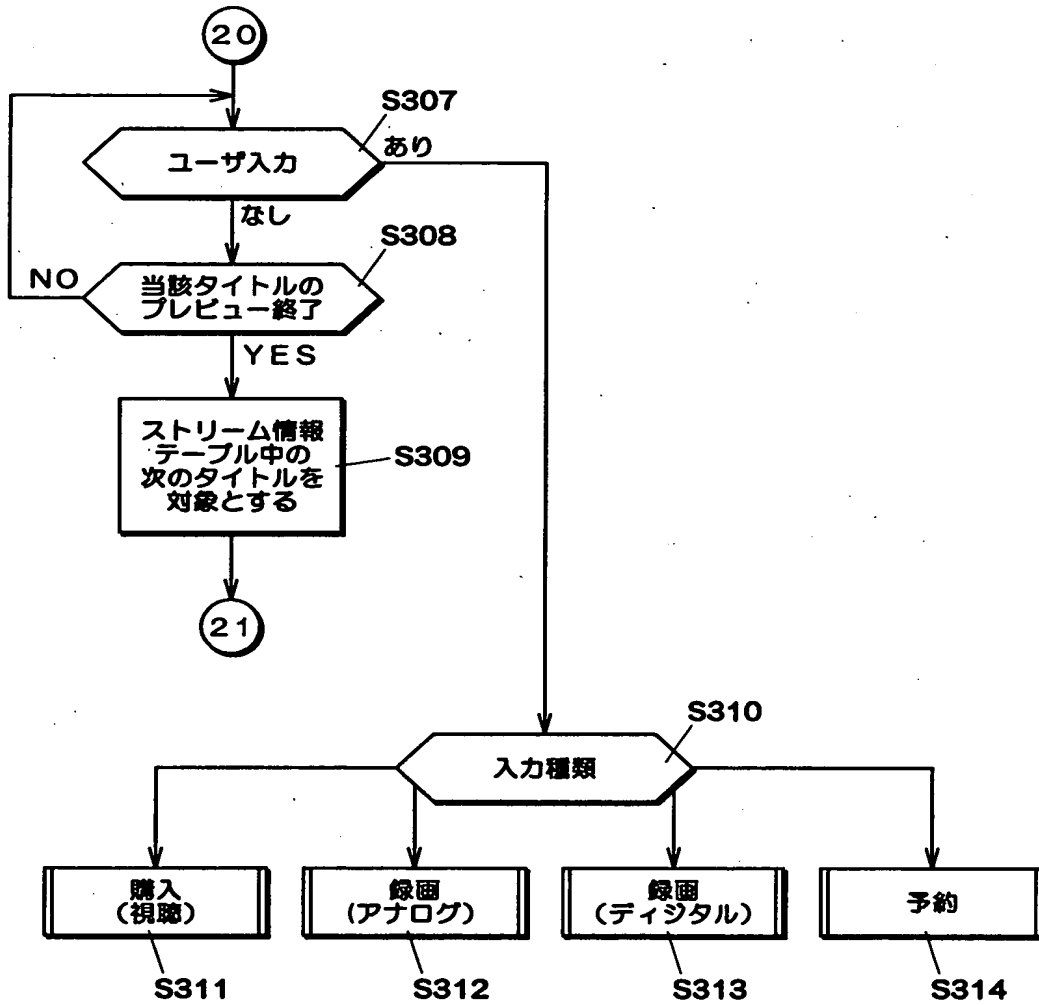 20
S307
ユーザ入力
あり
なし
S308
当該タイトルの
プレビュー終了
NO
YES
ストリーム情報
テーブル中の
次のタイトルを
対象とする
S309
21
S310
入力種類
購入
(視聴)
録画
(アナログ)
録画
(ディジタル)
予約
S311
S312
S313
S314